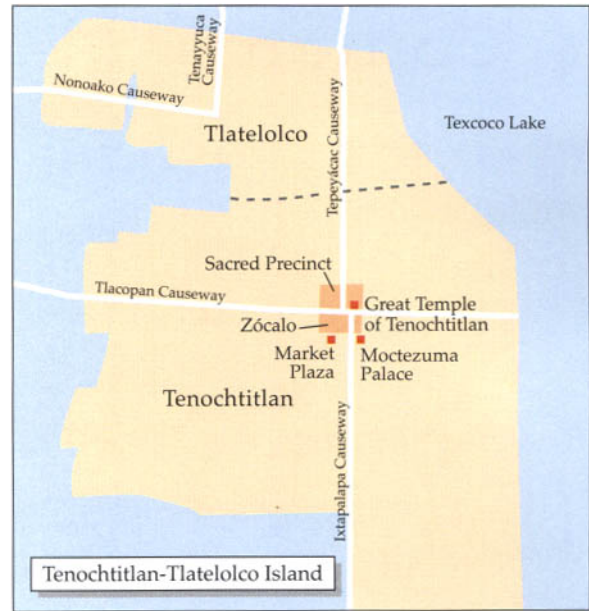 Tenayyuca
Causeway
Nonoako Causeway
Tlatelolco
Texcoco Lake
Tepeyácac Causeway
Sacred Precinct
Tlacopan Causeway
Great Temple
of Tenochtitlan
Zócalo
Market
Plaza
Moctezuma
Palace
Tenochtitlan
Ixtapalapa Causeway
Tenochtitlan-Tlatelolco Island